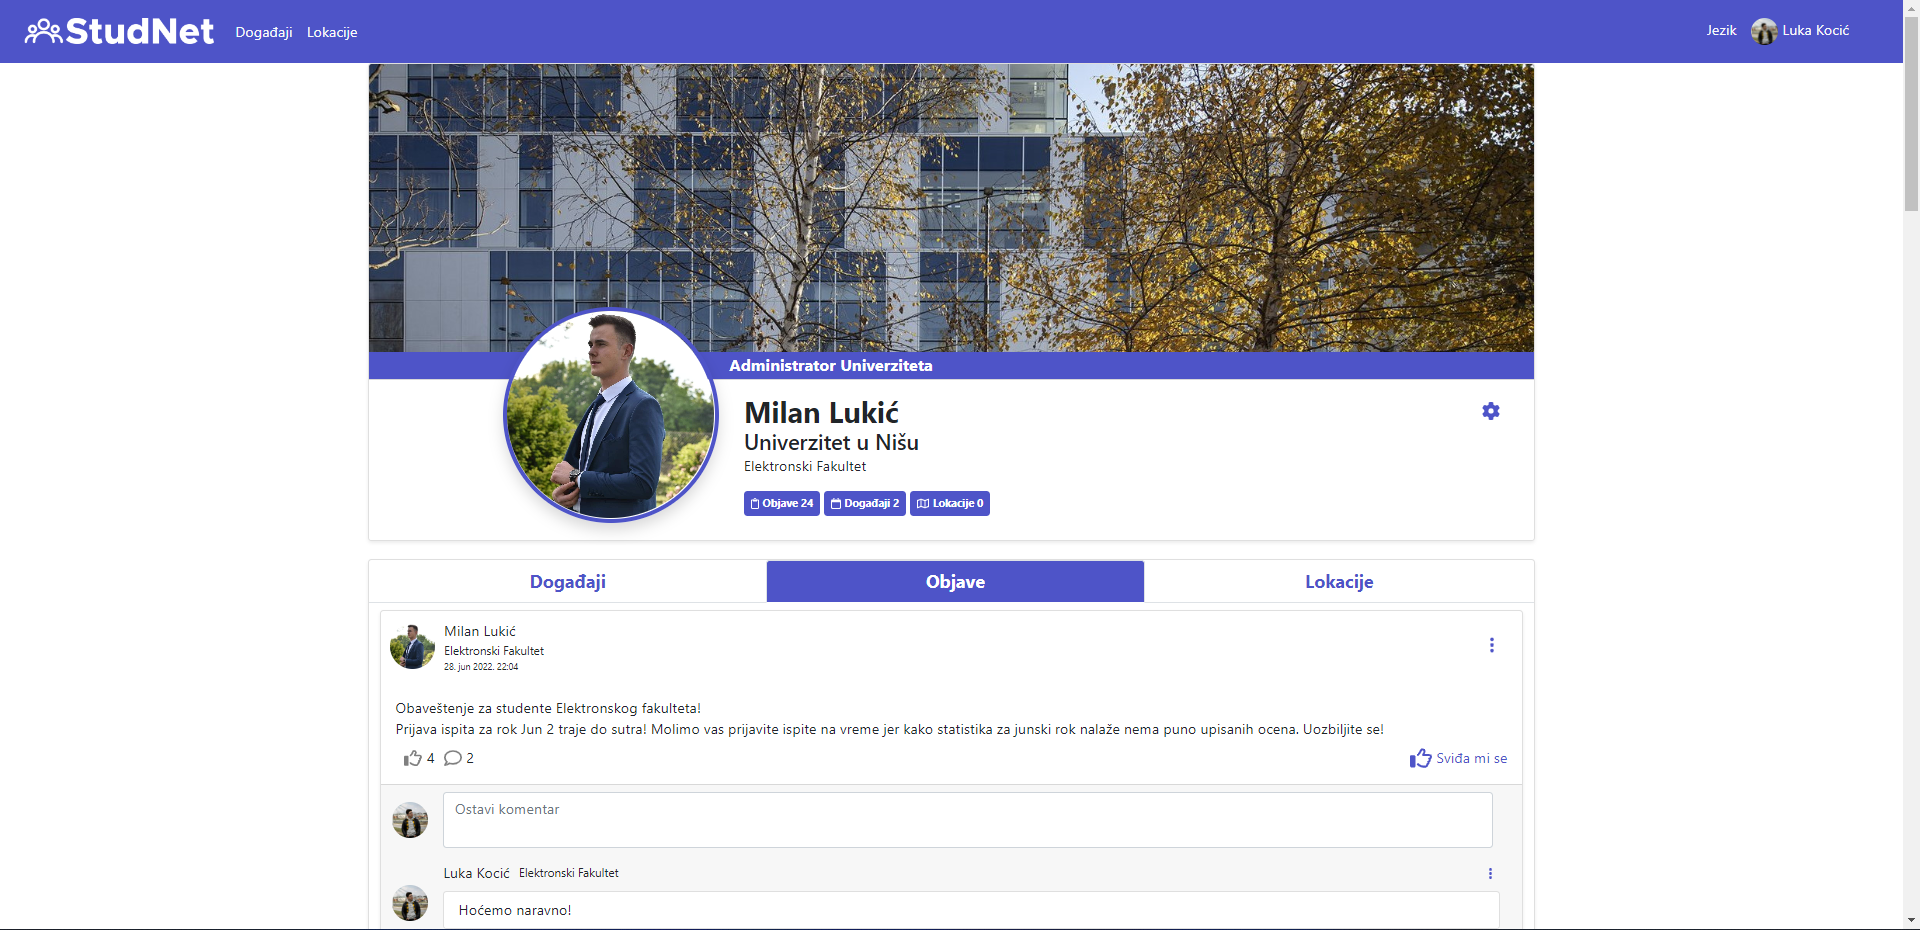 StudNet Događaji Lokacije Jezik Luka Kocić
Administrator Univerziteta
Milan Lukić
Univerzitet u Nišu
Elektronski Fakultet
Objave 24 Događaji 2 Lokacije 0
Događaji Objave Lokacije
Milan Lukić
Elektronski Fakultet
28. jun 2022. 22:04
Obaveštenje za studente Elektronskog fakulteta!
Prijava ispita za rok Jun 2 traje do sutra! Molimo vas prijavite ispite na vreme jer kako statistika za junski rok nalaže nema puno upisanih ocena. Uozbiljite se!
4 2 Sviđa mi se
Ostavi komentar
Luka Kocić Elektronski Fakultet
Hoćemo naravno!